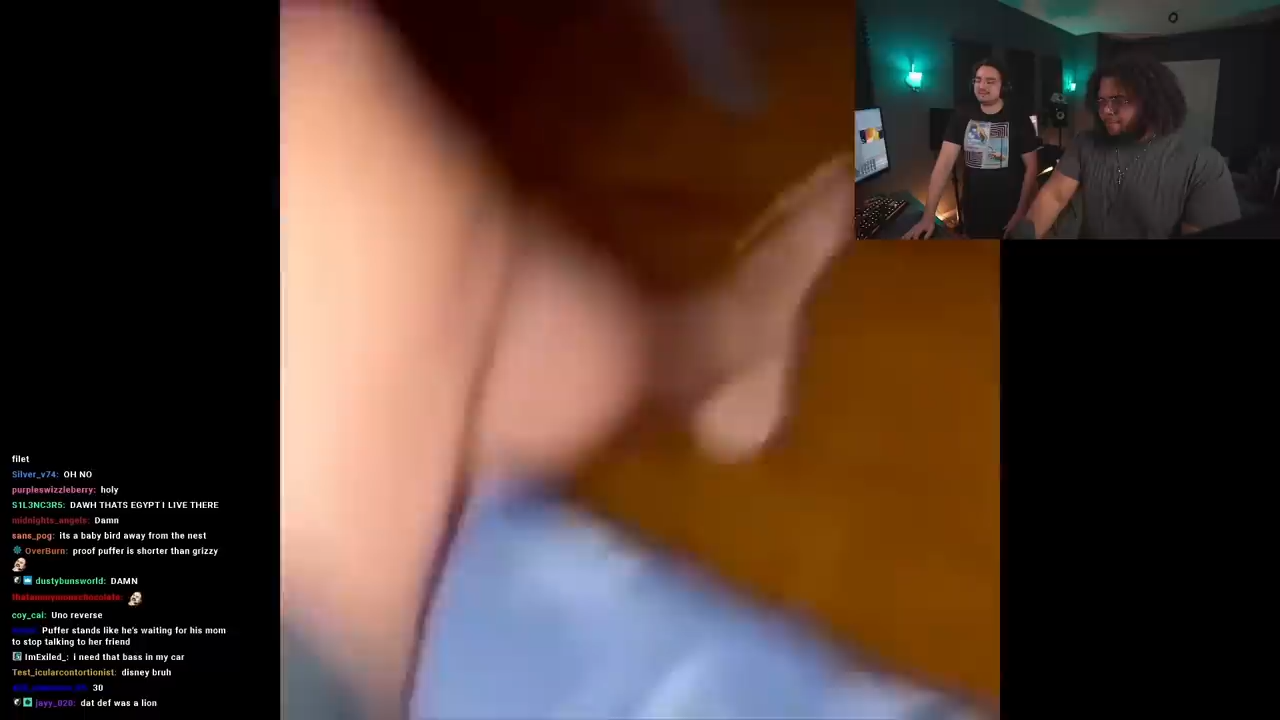 filet
Silver_v74: OH NO
purpleswizzleberry: holy
S1L3NC3R5: DAWH THATS EGYPT I LIVE THERE
midnights_angels: Damn
sans_pog: its a baby bird away from the nest
OverBurn: proof puffer is shorter than grizzy
dustybunsworld: DAMN
coy_cai: Uno reverse
Puffer stands like he's waiting for his mom
to stop talking to her friend
ImExiled_: i need that bass in my car
Test_icularcontortionist: disney bruh
30
jayy_020: dat def was a lion